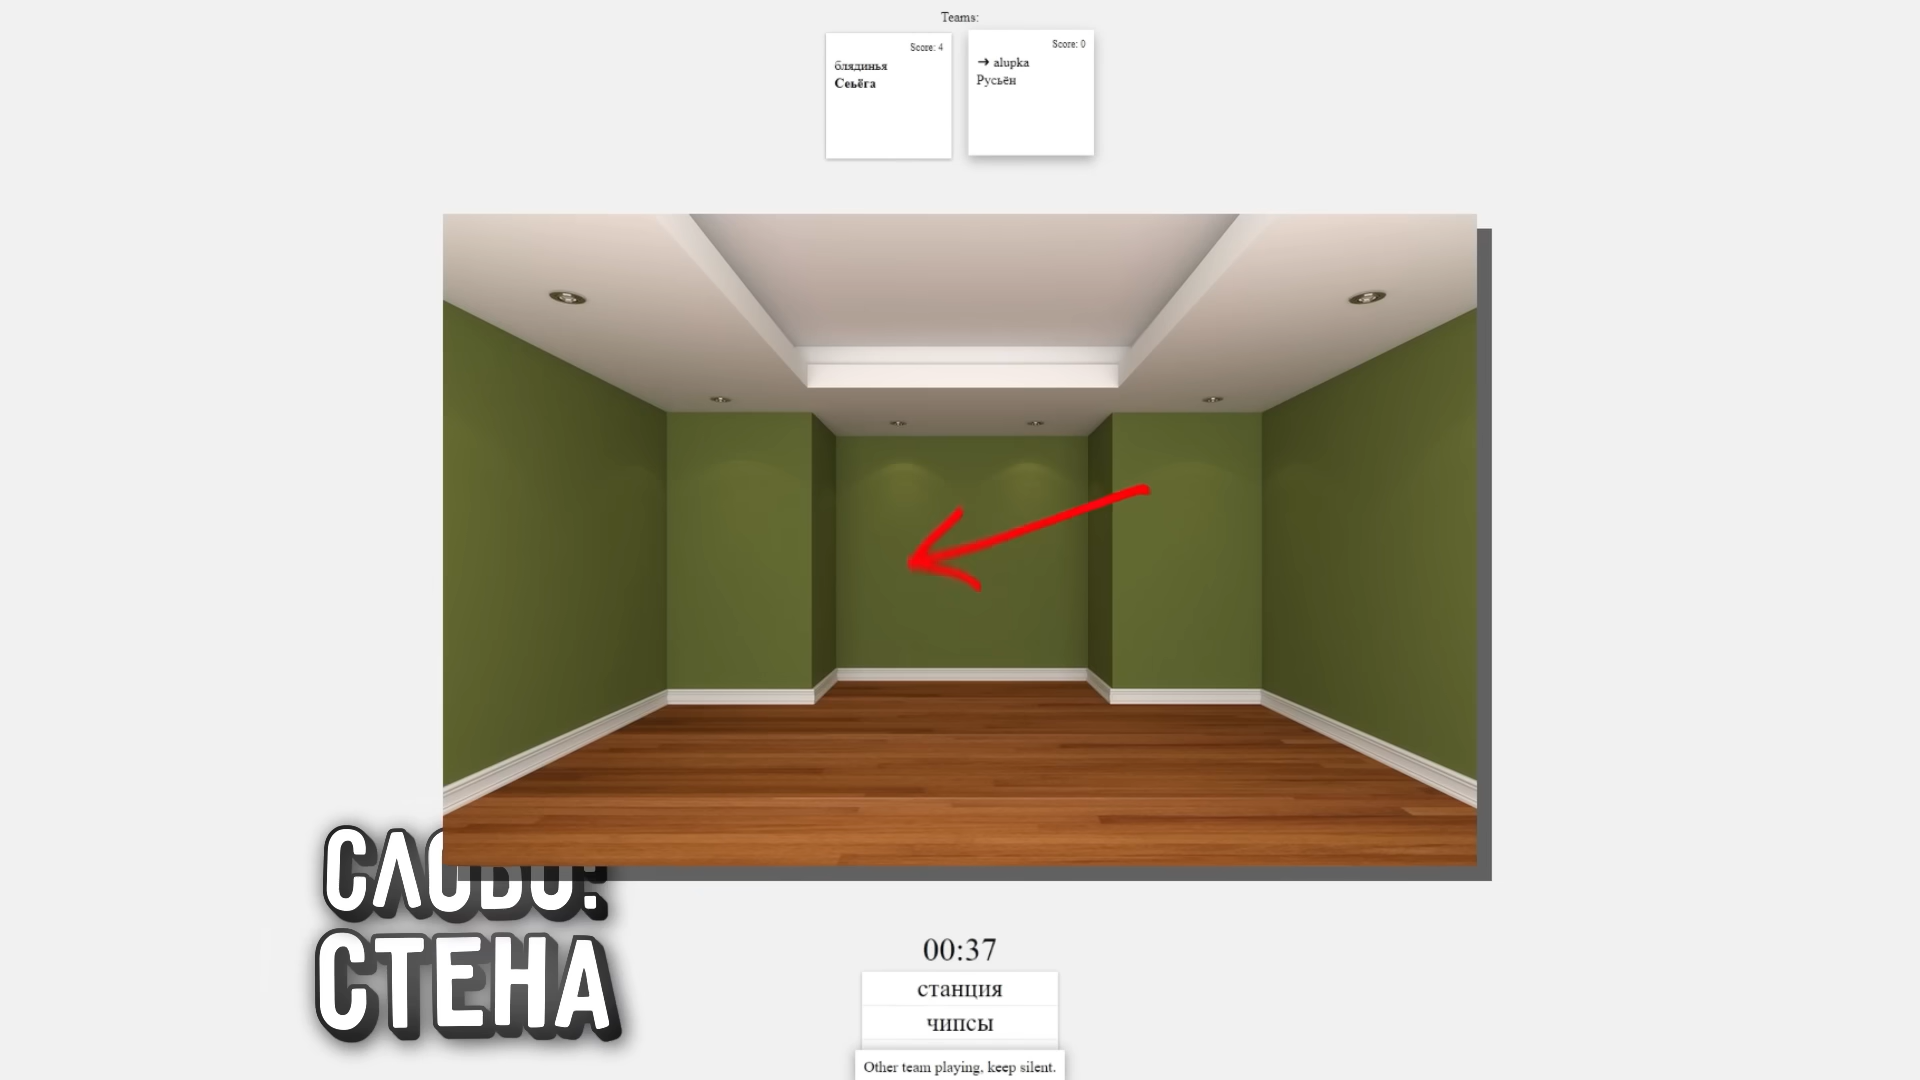 Teams:
Score: 4
блядинья
Сеьёга
Score: 0
➔ alupka
Русьён
СЛОВО:
СТЕНА
00:37
станция
чипсы
Other team playing, keep silent.